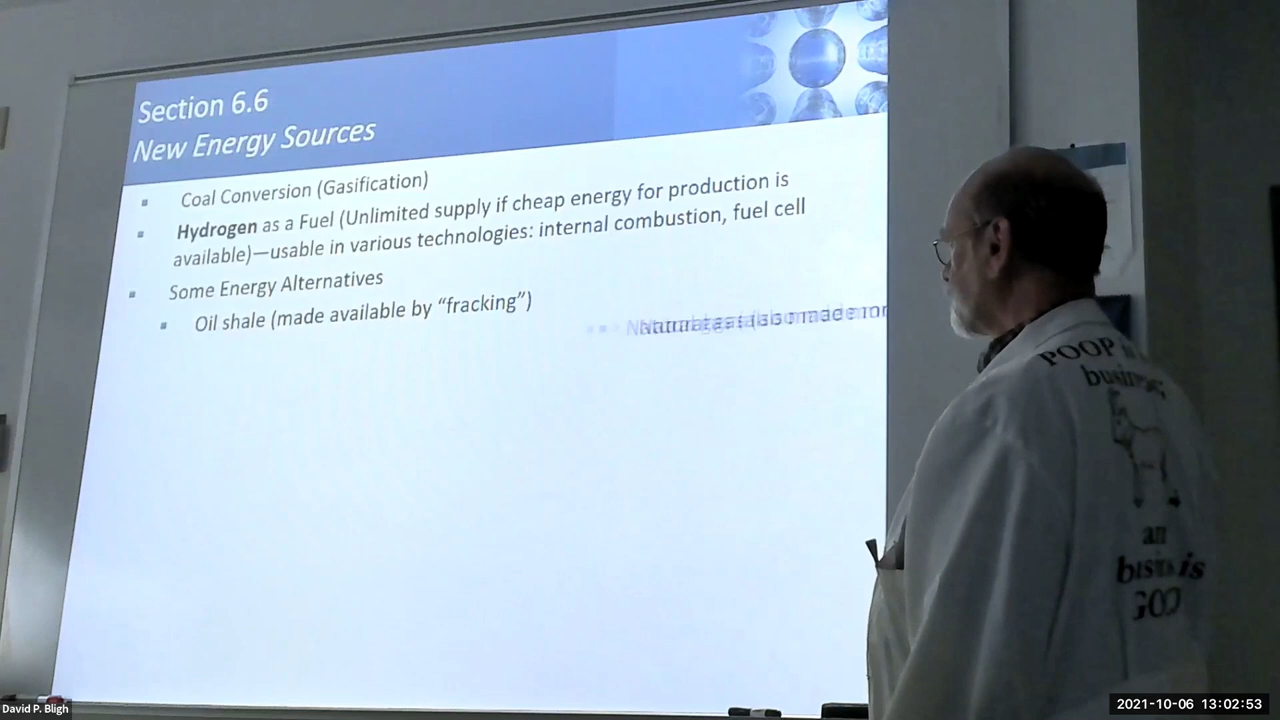 Section 6.6
New Energy Sources
Coal Conversion (Gasification)
Hydrogen as a Fuel (Unlimited supply if cheap energy for production is
available)—usable in various technologies: internal combustion, fuel cell
Some Energy Alternatives
Oil shale (made available by “fracking”)
POOP
an
is
David P. Bligh
2021-10-06 13:02:53